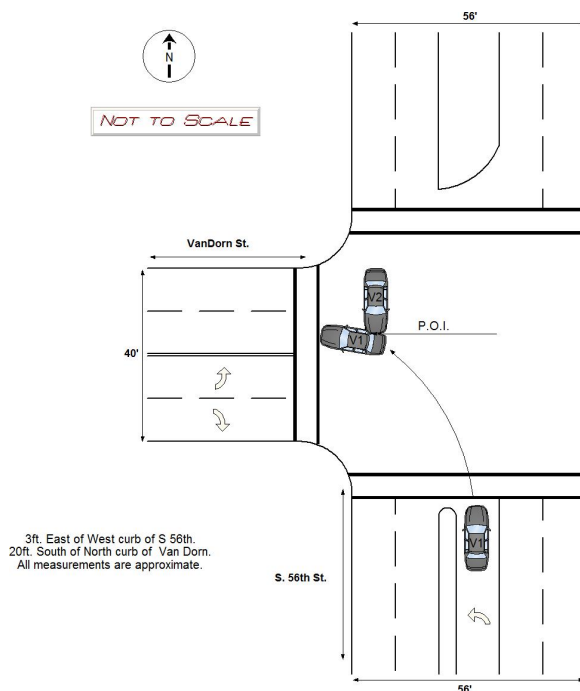 56'
N
NOT TO SCALE
VanDorn St.
V2
V1
P.O.I.
40'
3ft. East of West curb of S 56th.
20ft. South of North curb of Van Dorn.
All measurements are approximate.
V1
S. 56th St.
56'